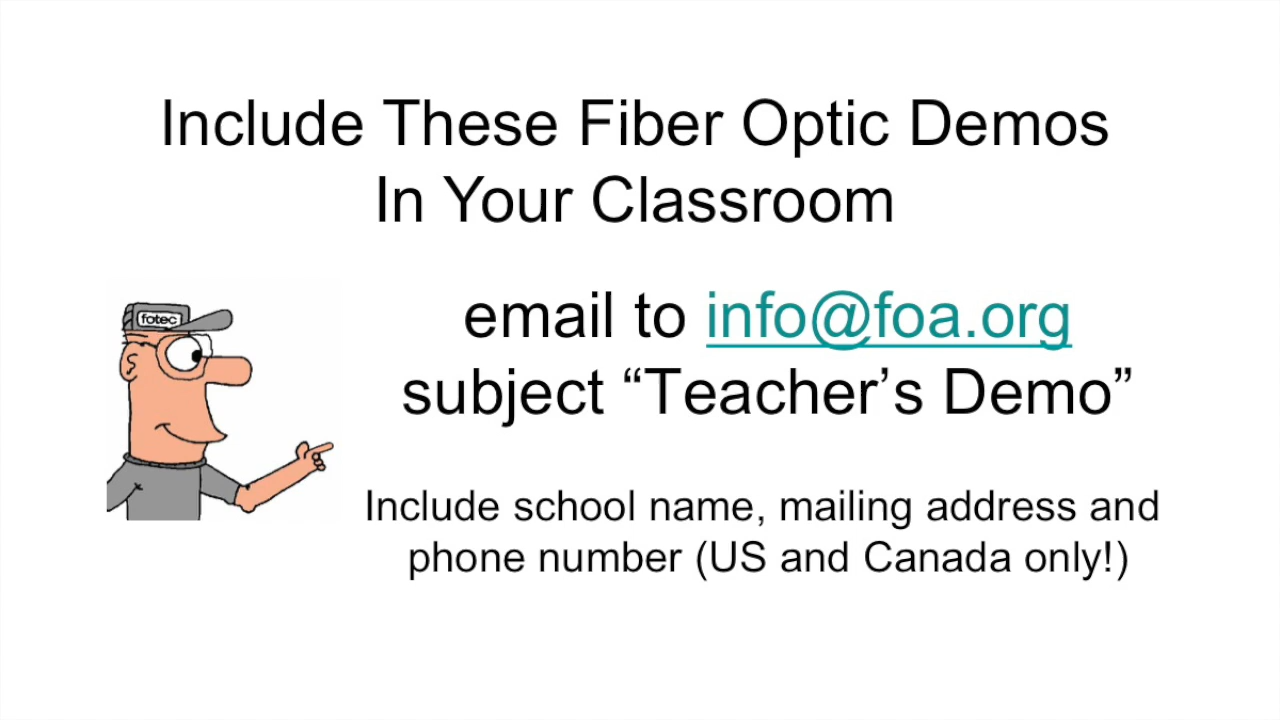 Include These Fiber Optic Demos
In Your Classroom
fotec
email to info@foa.org
subject “Teacher’s Demo”
Include school name, mailing address and
phone number (US and Canada only!)